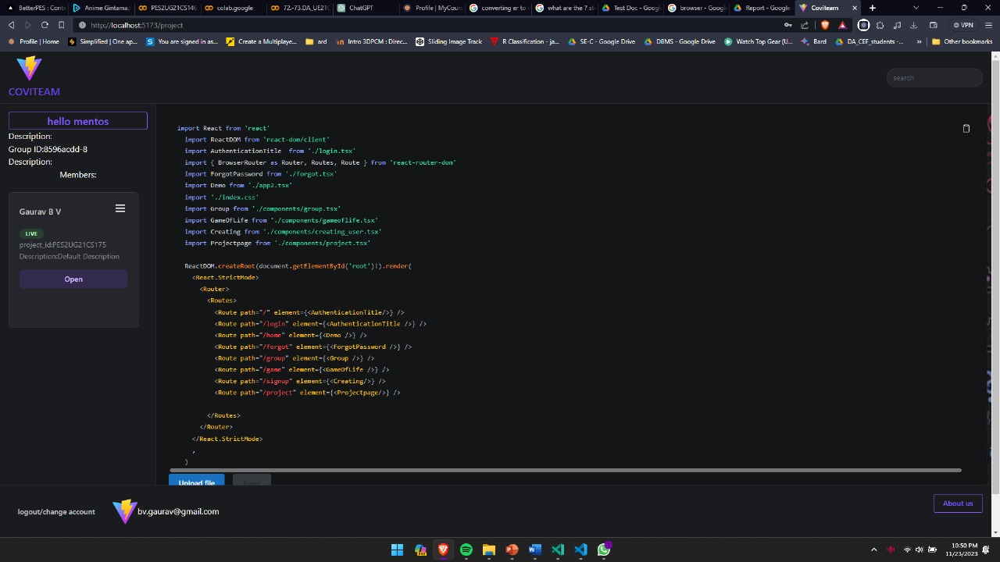 BetterPES: Cont
Anime Gintama
PES2UG21CS146
colab.google
72.-73.DA_UE21C
ChatGPT
Profile | MyCours
converting er to
what are the 7 st
Test Doc - Google
browser - Google
Report - Google
Coviteam
http://localhost:5173/project
VPN
Profile | Home
Simplified | One ap...
You are signed in as...
Create a Multiplaye...
ard
Intro 3DPCM : Direc...
Sliding Image Track
R Classification - ja...
SE-C - Google Drive
DBMS - Google Drive
Watch Top Gear (U...
Bard
DA_CEF_students -...
Other bookmarks
COVITEAM
search
hello mentos
Description:
Group ID:8596acdd-8
Description:
Members:
Gaurav B V
LIVE
project_id:PES2UG21CS175
Description:Default Description
Open
import React from 'react'
import ReactDOM from 'react-dom/client'
import AuthenticationTitle  from './login.tsx'
import { BrowserRouter as Router, Routes, Route } from 'react-router-dom'
import ForgotPassword from './forgot.tsx'
import Demo from './app2.tsx'
import './index.css'
import Group from './components/group.tsx'
import GameOfLife from './components/gameoflife.tsx'
import Creating from './components/creating_user.tsx'
import Projectpage from './components/project.tsx'
ReactDOM.createRoot(document.getElementById('root')!).render(
<React.StrictMode>
<Router>
<Routes>
<Route path="/" element={<AuthenticationTitle/>} />
<Route path="/login" element={<AuthenticationTitle />} />
<Route path="/home" element={<Demo />} />
<Route path="/forgot" element={<ForgotPassword />} />
<Route path="/group" element={<Group />} />
<Route path="/game" element={<GameOfLife />} />
<Route path="/signup" element={<Creating/>} />
<Route path="/project" element={<Projectpage/>} />
</Routes>
</Router>
</React.StrictMode>
,
)
Upload file
Reset
logout/change account
bv.gaurav@gmail.com
About us
10:50 PM
11/23/2023